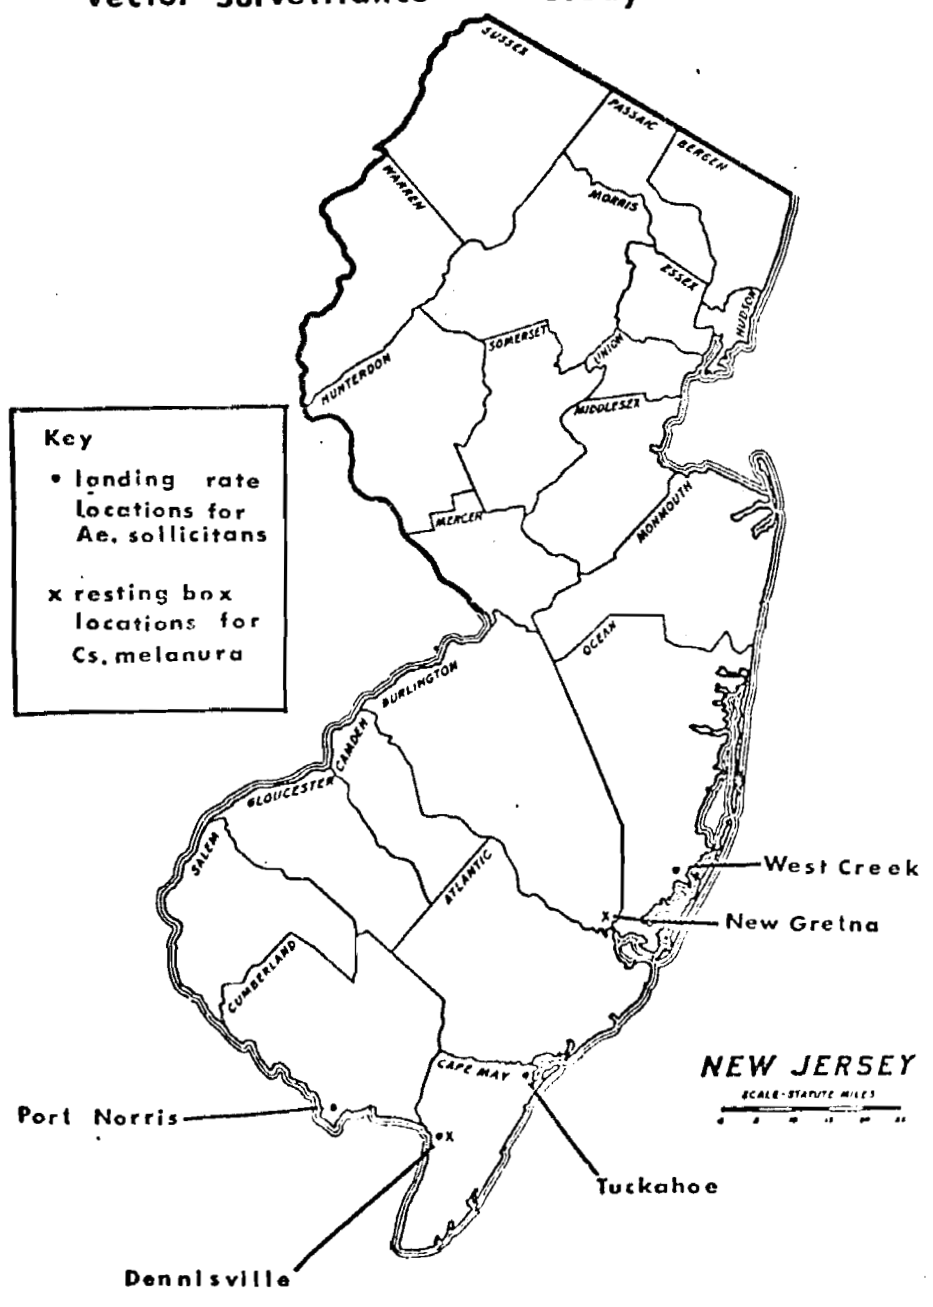 Vector Surveillance
SUSSEX
PASSAIC
BERGEN
WARREN
MORRIS
ESSEX
HUDSON
SOMERSET
UNION
HUNTERDON
MIDDLESEX
Key
• landing rate
Locations for
Ae. sollicitans
x resting box
locations for
Cs. melanura
MERCER
MONMOUTH
OCEAN
BURLINGTON
CAMDEN
GLOUCESTER
SALEM
ATLANTIC
West Creek
x
New Gretna
CUMBERLAND
CAPE MAY
NEW JERSEY
SCALE-STATUTE MILES
Port Norris
x
Tuckahoe
Dennisville